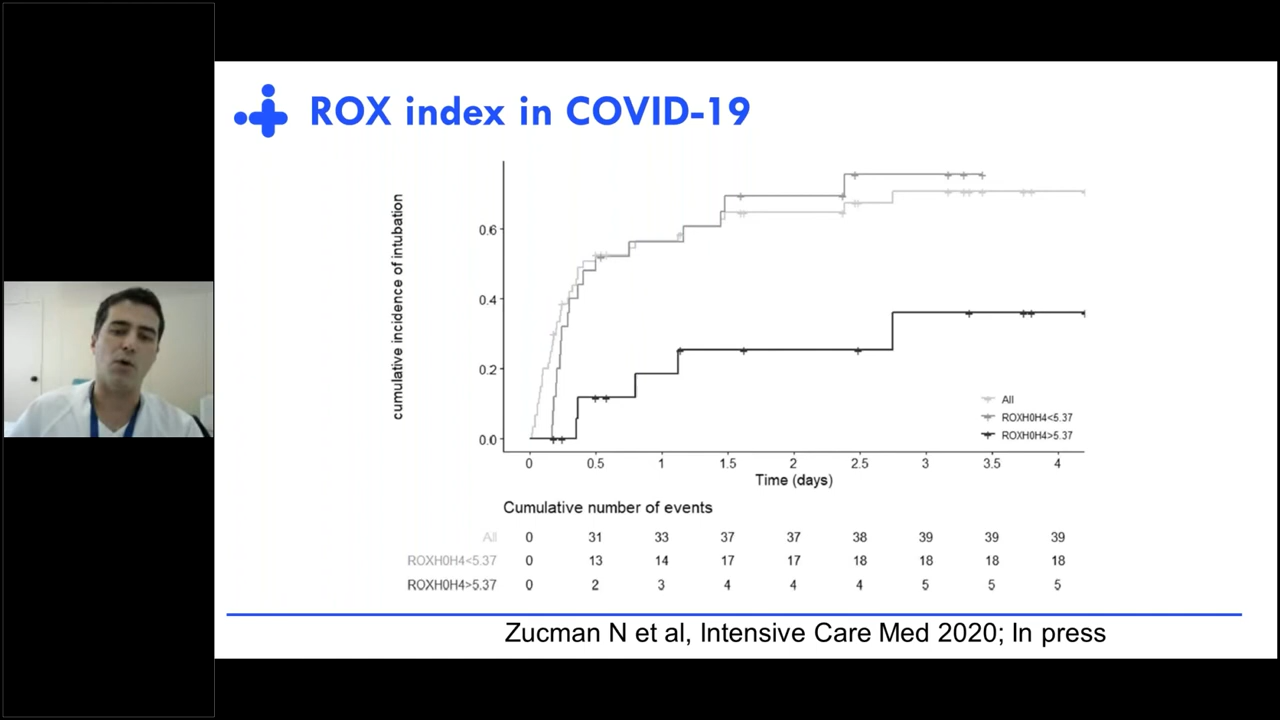 ROX index in COVID-19
cumulative incidence of intubation
0.6
0.4
0.2
0.0
All
ROXH0H4<5.37
ROXH0H4>5.37
0 0.5 1 1.5 2 2.5 3 3.5 4
Time (days)
Cumulative number of events
All 0 31 33 37 37 38 39 39 39
ROXH0H4<5.37 0 13 14 17 17 18 18 18 18
ROXH0H4>5.37 0 2 3 4 4 4 5 5 5
Zucman N et al, Intensive Care Med 2020; In press